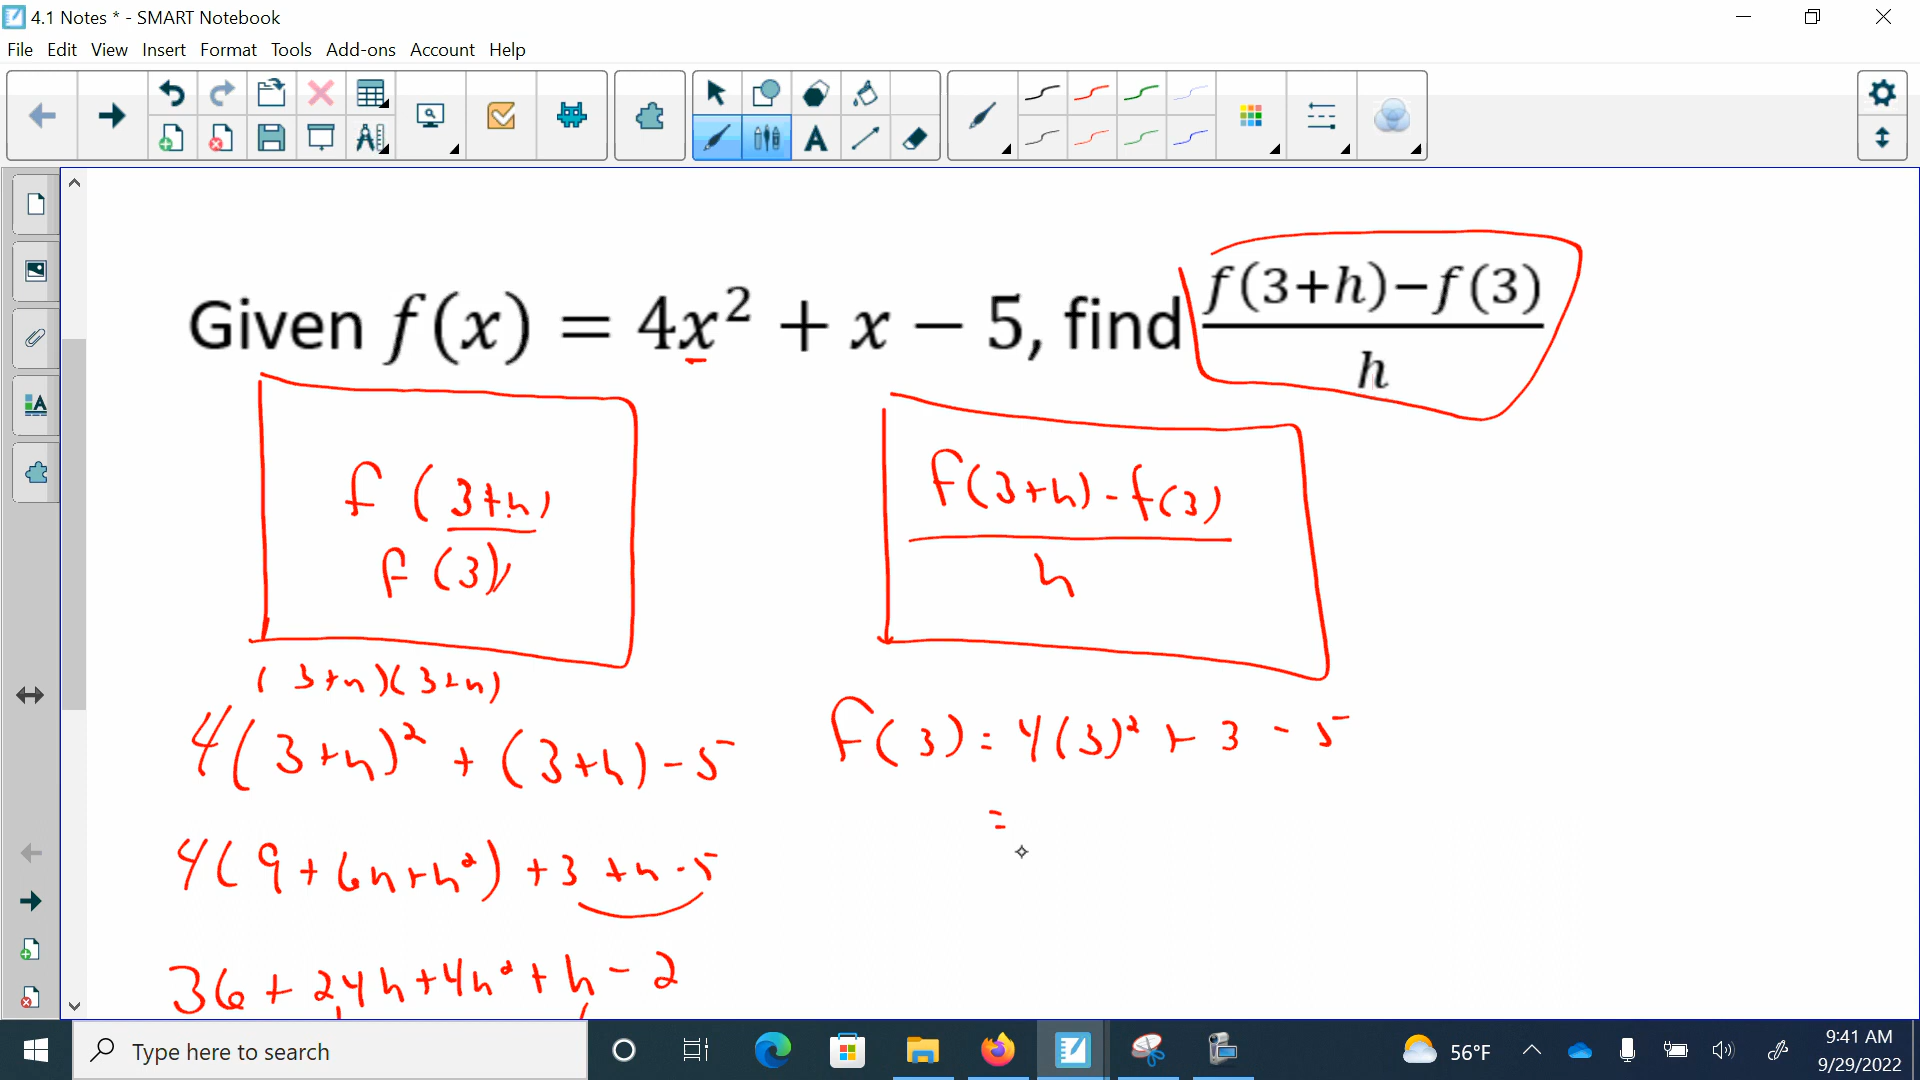 4.1 Notes * - SMART Notebook
File Edit View Insert Format Tools Add-ons Account Help
Given f(x) = 4x² + x − 5, find f(3+h)−f(3)
h
f (3+h)
f (3)
f(3+h) - f(3)
h
(3+h)(3+h)
4(3+h)² + (3+h) - 5
f(3) = 4(3)² + 3 - 5
=
4(9+6h+h²) +3 +h -5
36 + 24h + 4h² + h - 2
Type here to search
56°F
9:41 AM
9/29/2022